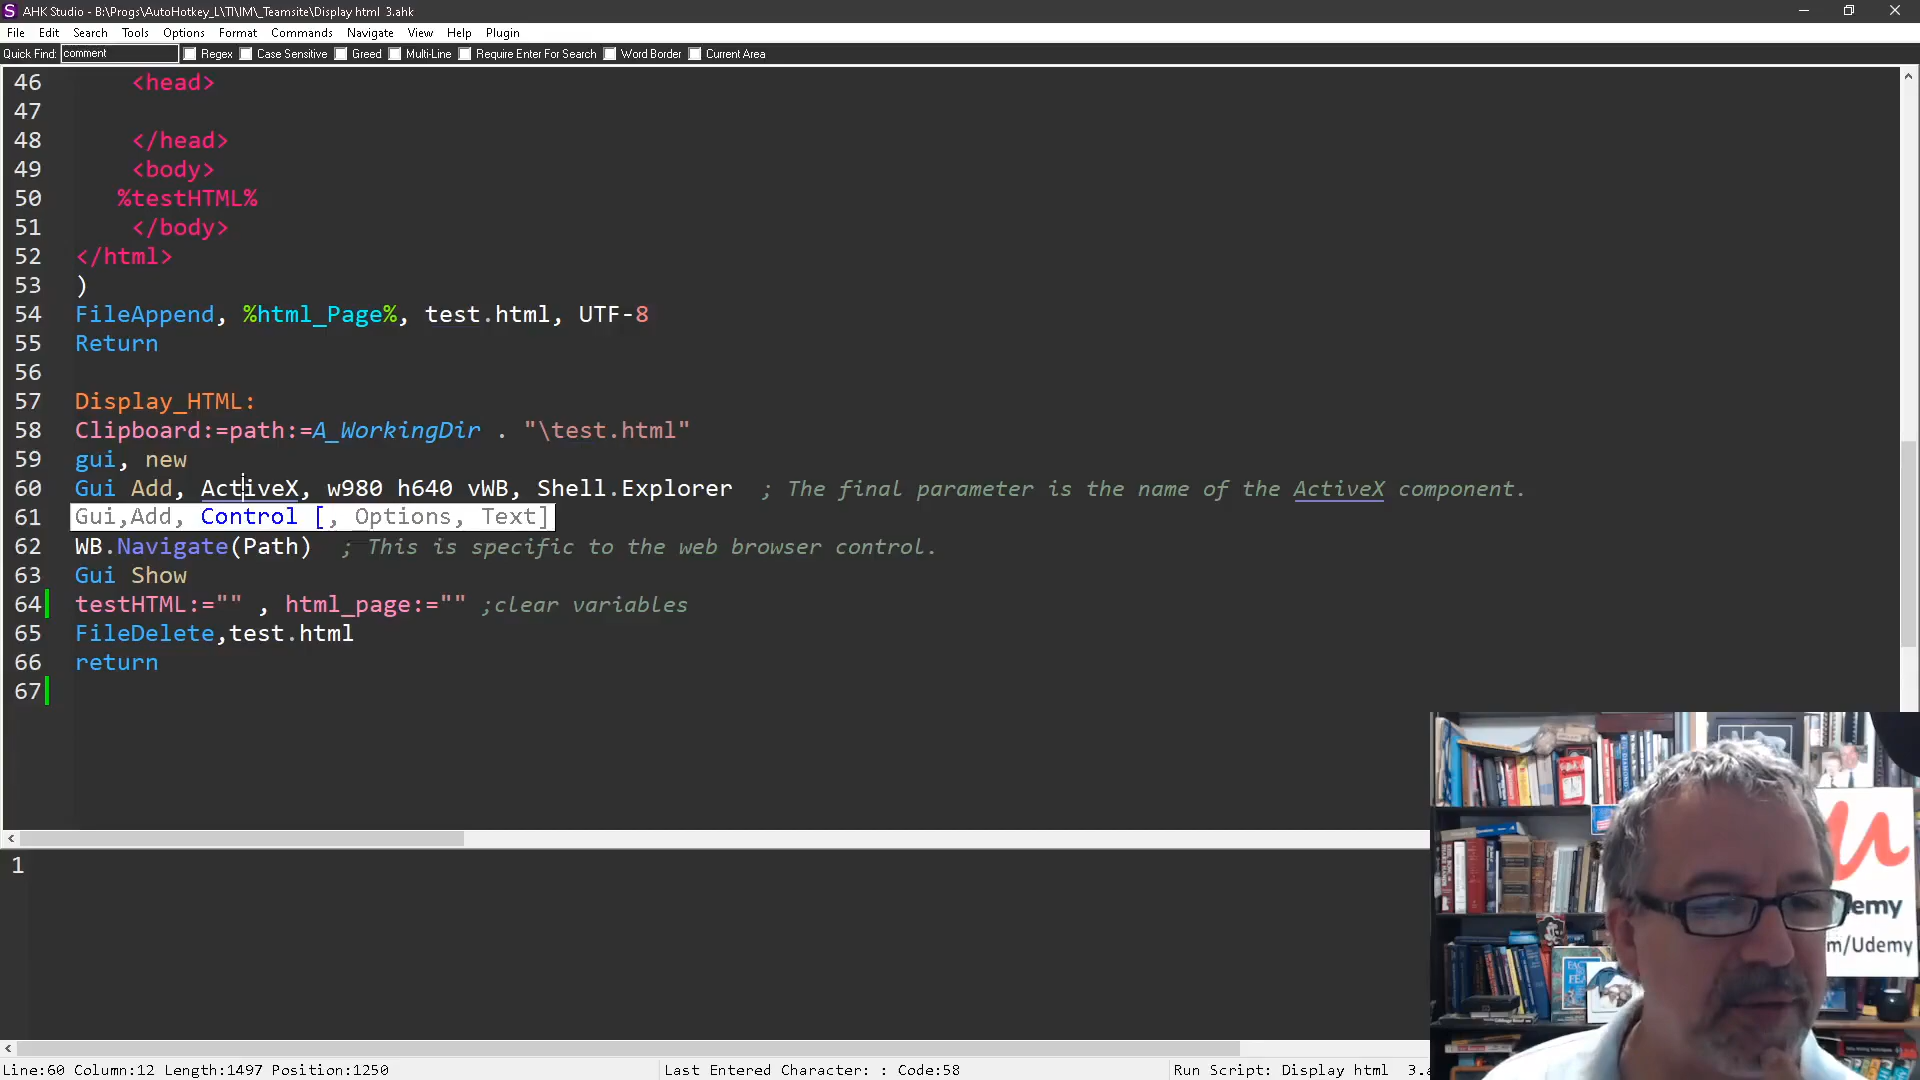 AHK Studio - B:\Progs\AutoHotkey_L\TI\IM\_Teamsite\Display html  3.ahk
File Edit Search Tools Options Format Commands Navigate View Help Plugin
Quick Find: comment Regex Case Sensitive Greed Multi-Line Require Enter For Search Word Border Current Area
46 <head>
47
48 </head>
49 <body>
50 %testHTML%
51 </body>
52 </html>
53 )
54 FileAppend, %html_Page%, test.html, UTF-8
55 Return
56
57 Display_HTML:
58 Clipboard:=path:=A_WorkingDir . "\test.html"
59 gui, new
60 Gui Add, ActiveX, w980 h640 vWB, Shell.Explorer  ; The final parameter is the name of the ActiveX component.
61 Gui,Add, Control [, Options, Text]
62 WB.Navigate(Path)  ; This is specific to the web browser control.
63 Gui Show
64 testHTML:="" , html_page:="" ;clear variables
65 FileDelete,test.html
66 return
67
1
Udemy
m/Udemy
Line:60 Column:12 Length:1497 Position:1250 Last Entered Character: : Code:58 Run Script: Display html  3.a